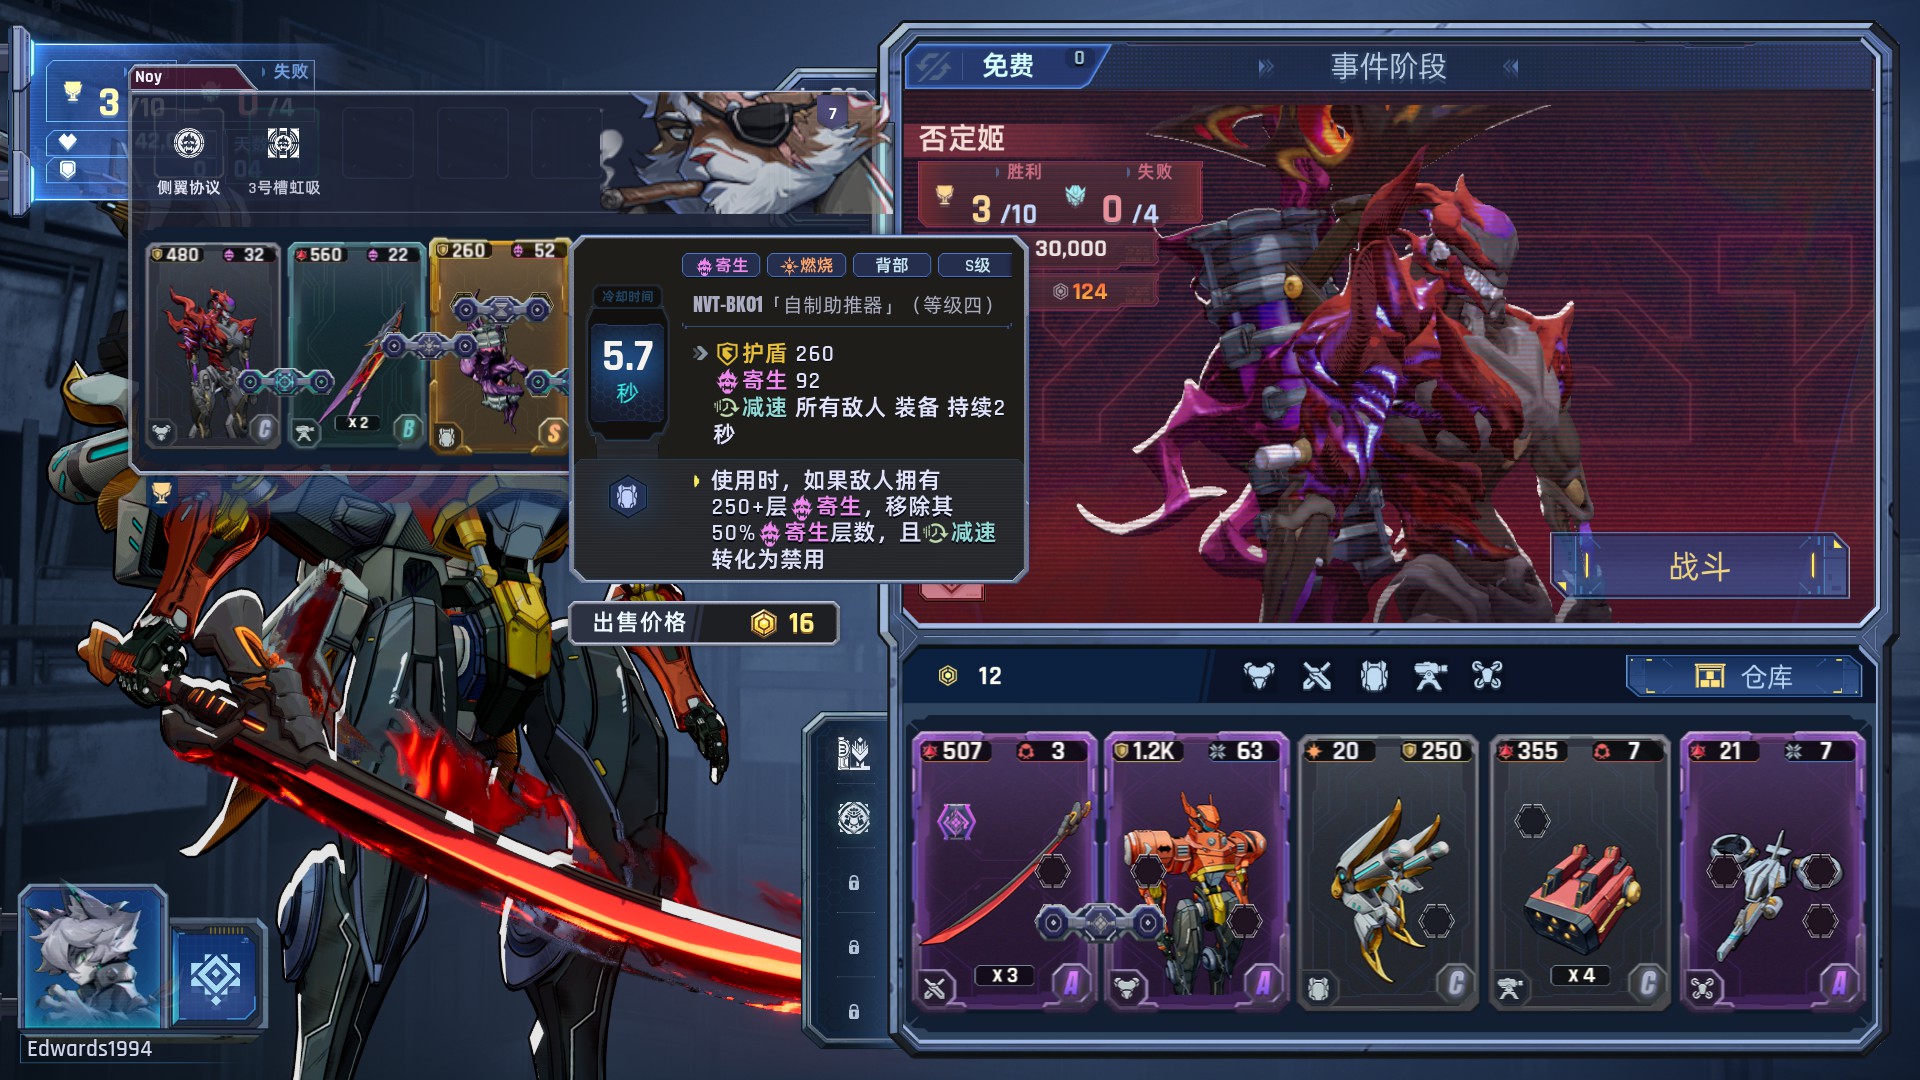 失败
3 /10
0 /4
Noy
7
侧翼协议
3号槽虹吸
480 32
C
560 22
x2
B
260 52
S
寄生
燃烧
背部
S级
冷却时间
5.7
秒
NVT-BK01「自制助推器」（等级四）
护盾 260
寄生 92
减速 所有敌人 装备 持续2
秒
使用时，如果敌人拥有
250+层寄生，移除其
50%寄生层数，且减速
转化为禁用
出售价格 16
免费 0
事件阶段
否定姬
胜利
失败
3 /10
0 /4
30,000
124
战斗
12
仓库
507 3
x3
A
1.2K 63
A
20 250
C
355 7
x4
C
21 7
A
Edwards1994